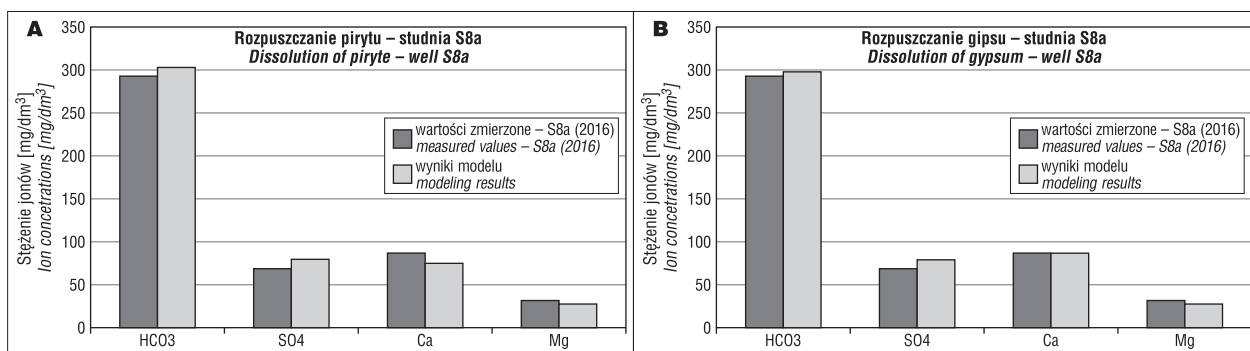 A
Rozpuszczanie pirytu – studnia S8a
Dissolution of piryte – well S8a
Stężenie jonów [mg/dm3]
Ion concetrations [mg/dm3]
350
300
250
200
150
100
50
0
wartości zmierzone – S8a (2016)
measured values – S8a (2016)
wyniki modelu
modeling results
HCO3 SO4 Ca Mg
B
Rozpuszczanie gipsu – studnia S8a
Dissolution of gypsum – well S8a
Stężenie jonów [mg/dm3]
Ion concetrations [mg/dm3]
350
300
250
200
150
100
50
0
wartości zmierzone – S8a (2016)
measured values – S8a (2016)
wyniki modelu
modeling results
HCO3 SO4 Ca Mg